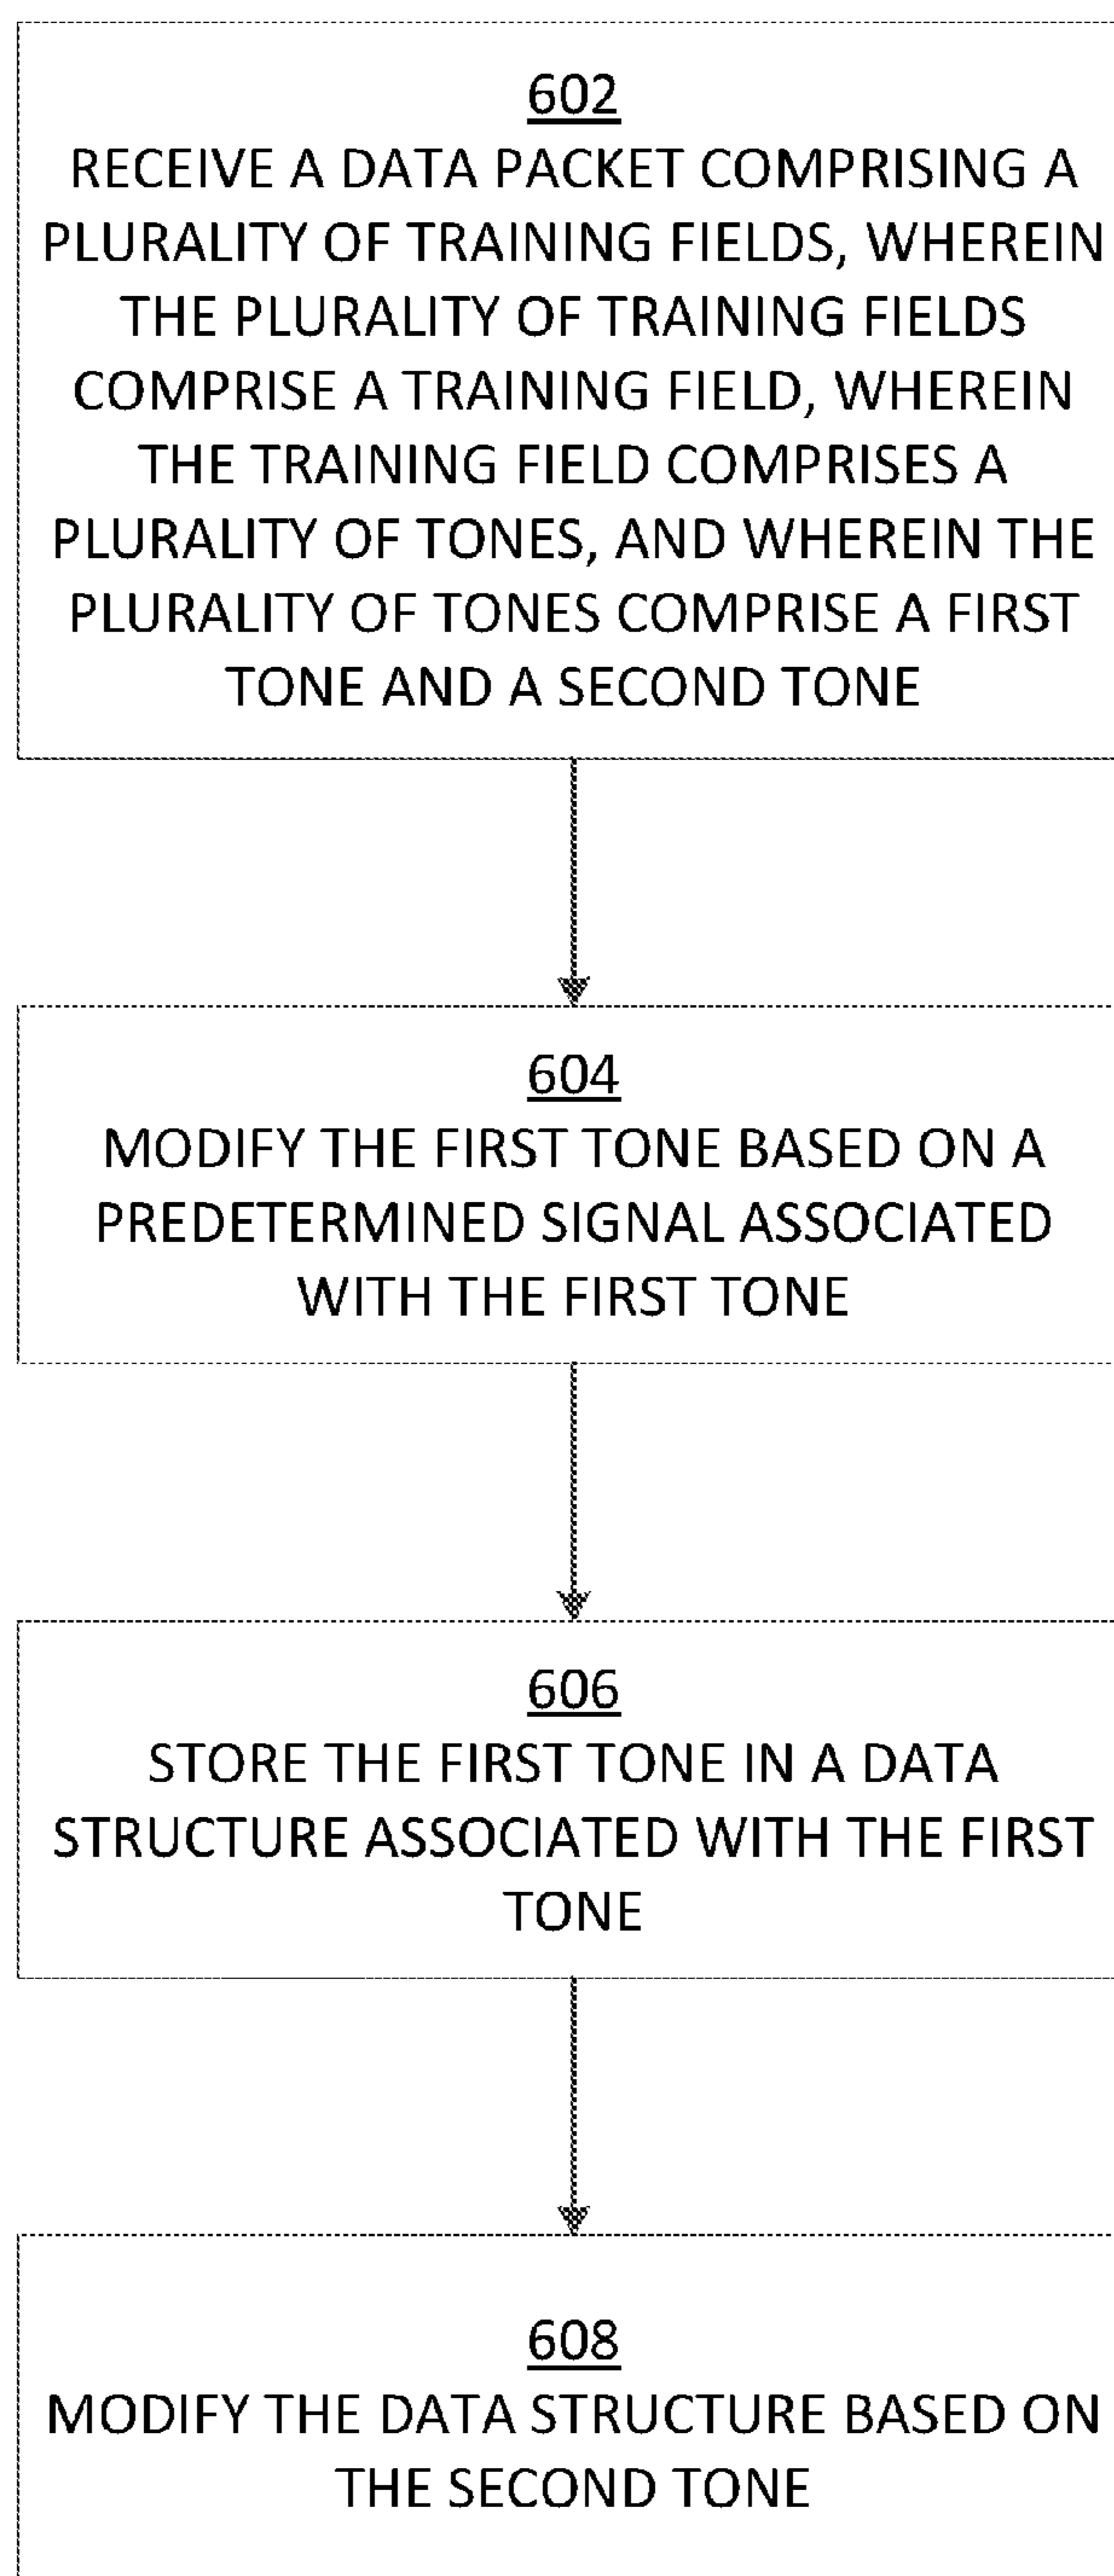 602
RECEIVE A DATA PACKET COMPRISING A
PLURALITY OF TRAINING FIELDS, WHEREIN
THE PLURALITY OF TRAINING FIELDS
COMPRISE A TRAINING FIELD, WHEREIN
THE TRAINING FIELD COMPRISES A
PLURALITY OF TONES, AND WHEREIN THE
PLURALITY OF TONES COMPRISE A FIRST
TONE AND A SECOND TONE
604
MODIFY THE FIRST TONE BASED ON A
PREDETERMINED SIGNAL ASSOCIATED
WITH THE FIRST TONE
606
STORE THE FIRST TONE IN A DATA
STRUCTURE ASSOCIATED WITH THE FIRST
TONE
608
MODIFY THE DATA STRUCTURE BASED ON
THE SECOND TONE